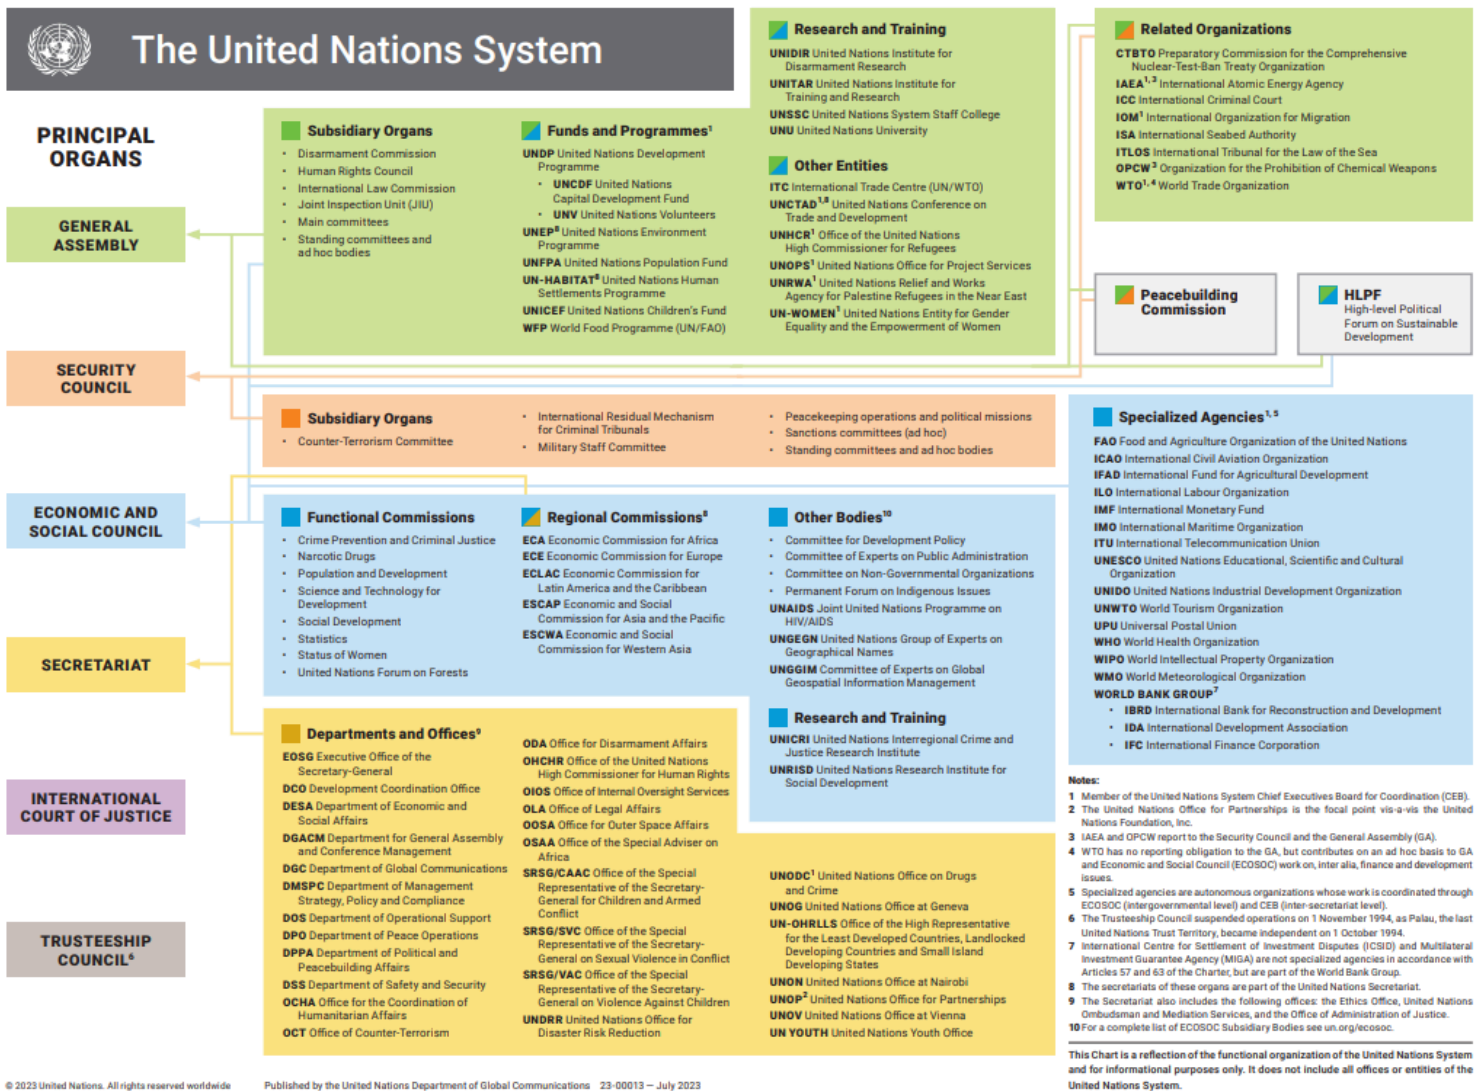 The United Nations System
PRINCIPAL
ORGANS
GENERAL
ASSEMBLY
SECURITY
COUNCIL
ECONOMIC AND
SOCIAL COUNCIL
SECRETARIAT
INTERNATIONAL
COURT OF JUSTICE
TRUSTEESHIP
COUNCIL⁶
Subsidiary Organs
• Disarmament Commission
• Human Rights Council
• International Law Commission
• Joint Inspection Unit (JIU)
• Main committees
• Standing committees and
ad hoc bodies
Funds and Programmes¹
UNDP United Nations Development
Programme
• UNCDF United Nations
Capital Development Fund
• UNV United Nations Volunteers
UNEP⁸ United Nations Environment
Programme
UNFPA United Nations Population Fund
UN-HABITAT⁸ United Nations Human
Settlements Programme
UNICEF United Nations Children's Fund
WFP World Food Programme (UN/FAO)
Research and Training
UNIDIR United Nations Institute for
Disarmament Research
UNITAR United Nations Institute for
Training and Research
UNSSC United Nations System Staff College
UNU United Nations University
Other Entities
ITC International Trade Centre (UN/WTO)
UNCTAD¹,⁸ United Nations Conference on
Trade and Development
UNHCR¹ Office of the United Nations
High Commissioner for Refugees
UNOPS¹ United Nations Office for Project Services
UNRWA¹ United Nations Relief and Works
Agency for Palestine Refugees in the Near East
UN-WOMEN¹ United Nations Entity for Gender
Equality and the Empowerment of Women
Related Organizations
CTBTO Preparatory Commission for the Comprehensive
Nuclear-Test-Ban Treaty Organization
IAEA¹,³ International Atomic Energy Agency
ICC International Criminal Court
IOM¹ International Organization for Migration
ISA International Seabed Authority
ITLOS International Tribunal for the Law of the Sea
OPCW³ Organization for the Prohibition of Chemical Weapons
WTO¹,⁴ World Trade Organization
Peacebuilding
Commission
HLPF
High-level Political
Forum on Sustainable
Development
Subsidiary Organs
• Counter-Terrorism Committee
• International Residual Mechanism
for Criminal Tribunals
• Military Staff Committee
• Peacekeeping operations and political missions
• Sanctions committees (ad hoc)
• Standing committees and ad hoc bodies
Functional Commissions
• Crime Prevention and Criminal Justice
• Narcotic Drugs
• Population and Development
• Science and Technology for
Development
• Social Development
• Statistics
• Status of Women
• United Nations Forum on Forests
Regional Commissions⁸
ECA Economic Commission for Africa
ECE Economic Commission for Europe
ECLAC Economic Commission for
Latin America and the Caribbean
ESCAP Economic and Social
Commission for Asia and the Pacific
ESCWA Economic and Social
Commission for Western Asia
Other Bodies¹⁰
• Committee for Development Policy
• Committee of Experts on Public Administration
• Committee on Non-Governmental Organizations
• Permanent Forum on Indigenous Issues
UNAIDS Joint United Nations Programme on
HIV/AIDS
UNGEGN United Nations Group of Experts on
Geographical Names
UNGGIM Committee of Experts on Global
Geospatial Information Management
Research and Training
UNICRI United Nations Interregional Crime and
Justice Research Institute
UNRISD United Nations Research Institute for
Social Development
Specialized Agencies¹,⁵
FAO Food and Agriculture Organization of the United Nations
ICAO International Civil Aviation Organization
IFAD International Fund for Agricultural Development
ILO International Labour Organization
IMF International Monetary Fund
IMO International Maritime Organization
ITU International Telecommunication Union
UNESCO United Nations Educational, Scientific and Cultural
Organization
UNIDO United Nations Industrial Development Organization
UNWTO World Tourism Organization
UPU Universal Postal Union
WHO World Health Organization
WIPO World Intellectual Property Organization
WMO World Meteorological Organization
WORLD BANK GROUP⁷
• IBRD International Bank for Reconstruction and Development
• IDA International Development Association
• IFC International Finance Corporation
Departments and Offices⁹
EOSG Executive Office of the
Secretary-General
DCO Development Coordination Office
DESA Department of Economic and
Social Affairs
DGACM Department for General Assembly
and Conference Management
DGC Department of Global Communications
DMSPC Department of Management
Strategy, Policy and Compliance
DOS Department of Operational Support
DPO Department of Peace Operations
DPPA Department of Political and
Peacebuilding Affairs
DSS Department of Safety and Security
OCHA Office for the Coordination of
Humanitarian Affairs
OCT Office of Counter-Terrorism
ODA Office for Disarmament Affairs
OHCHR Office of the United Nations
High Commissioner for Human Rights
OIOS Office of Internal Oversight Services
OLA Office of Legal Affairs
OOSA Office for Outer Space Affairs
OSAA Office of the Special Adviser on
Africa
SRSG/CAAC Office of the Special
Representative of the Secretary-
General for Children and Armed
Conflict
SRSG/SVC Office of the Special
Representative of the Secretary-
General on Sexual Violence in Conflict
SRSG/VAC Office of the Special
Representative of the Secretary-
General on Violence Against Children
UNDRR United Nations Office for
Disaster Risk Reduction
UNODC¹ United Nations Office on Drugs
and Crime
UNOG United Nations Office at Geneva
UN-OHRLLS Office of the High Representative
for the Least Developed Countries, Landlocked
Developing Countries and Small Island
Developing States
UNON United Nations Office at Nairobi
UNOP² United Nations Office for Partnerships
UNOV United Nations Office at Vienna
UN YOUTH United Nations Youth Office
Notes:
1 Member of the United Nations System Chief Executives Board for Coordination (CEB).
2 The United Nations Office for Partnerships is the focal point vis-a-vis the United
Nations Foundation, Inc.
3 IAEA and OPCW report to the Security Council and the General Assembly (GA).
4 WTO has no reporting obligation to the GA, but contributes on an ad hoc basis to GA
and Economic and Social Council (ECOSOC) work on, inter alia, finance and development
issues.
5 Specialized agencies are autonomous organizations whose work is coordinated through
ECOSOC (intergovernmental level) and CEB (inter-secretariat level).
6 The Trusteeship Council suspended operations on 1 November 1994, as Palau, the last
United Nations Trust Territory, became independent on 1 October 1994.
7 International Centre for Settlement of Investment Disputes (ICSID) and Multilateral
Investment Guarantee Agency (MIGA) are not specialized agencies in accordance with
Articles 57 and 63 of the Charter, but are part of the World Bank Group.
8 The secretariats of these organs are part of the United Nations Secretariat.
9 The Secretariat also includes the following offices: the Ethics Office, United Nations
Ombudsman and Mediation Services, and the Office of Administration of Justice.
10 For a complete list of ECOSOC Subsidiary Bodies see un.org/ecosoc.
This Chart is a reflection of the functional organization of the United Nations System
and for informational purposes only. It does not include all offices or entities of the
United Nations System.
© 2023 United Nations. All rights reserved worldwide
Published by the United Nations Department of Global Communications 23-00013 — July 2023